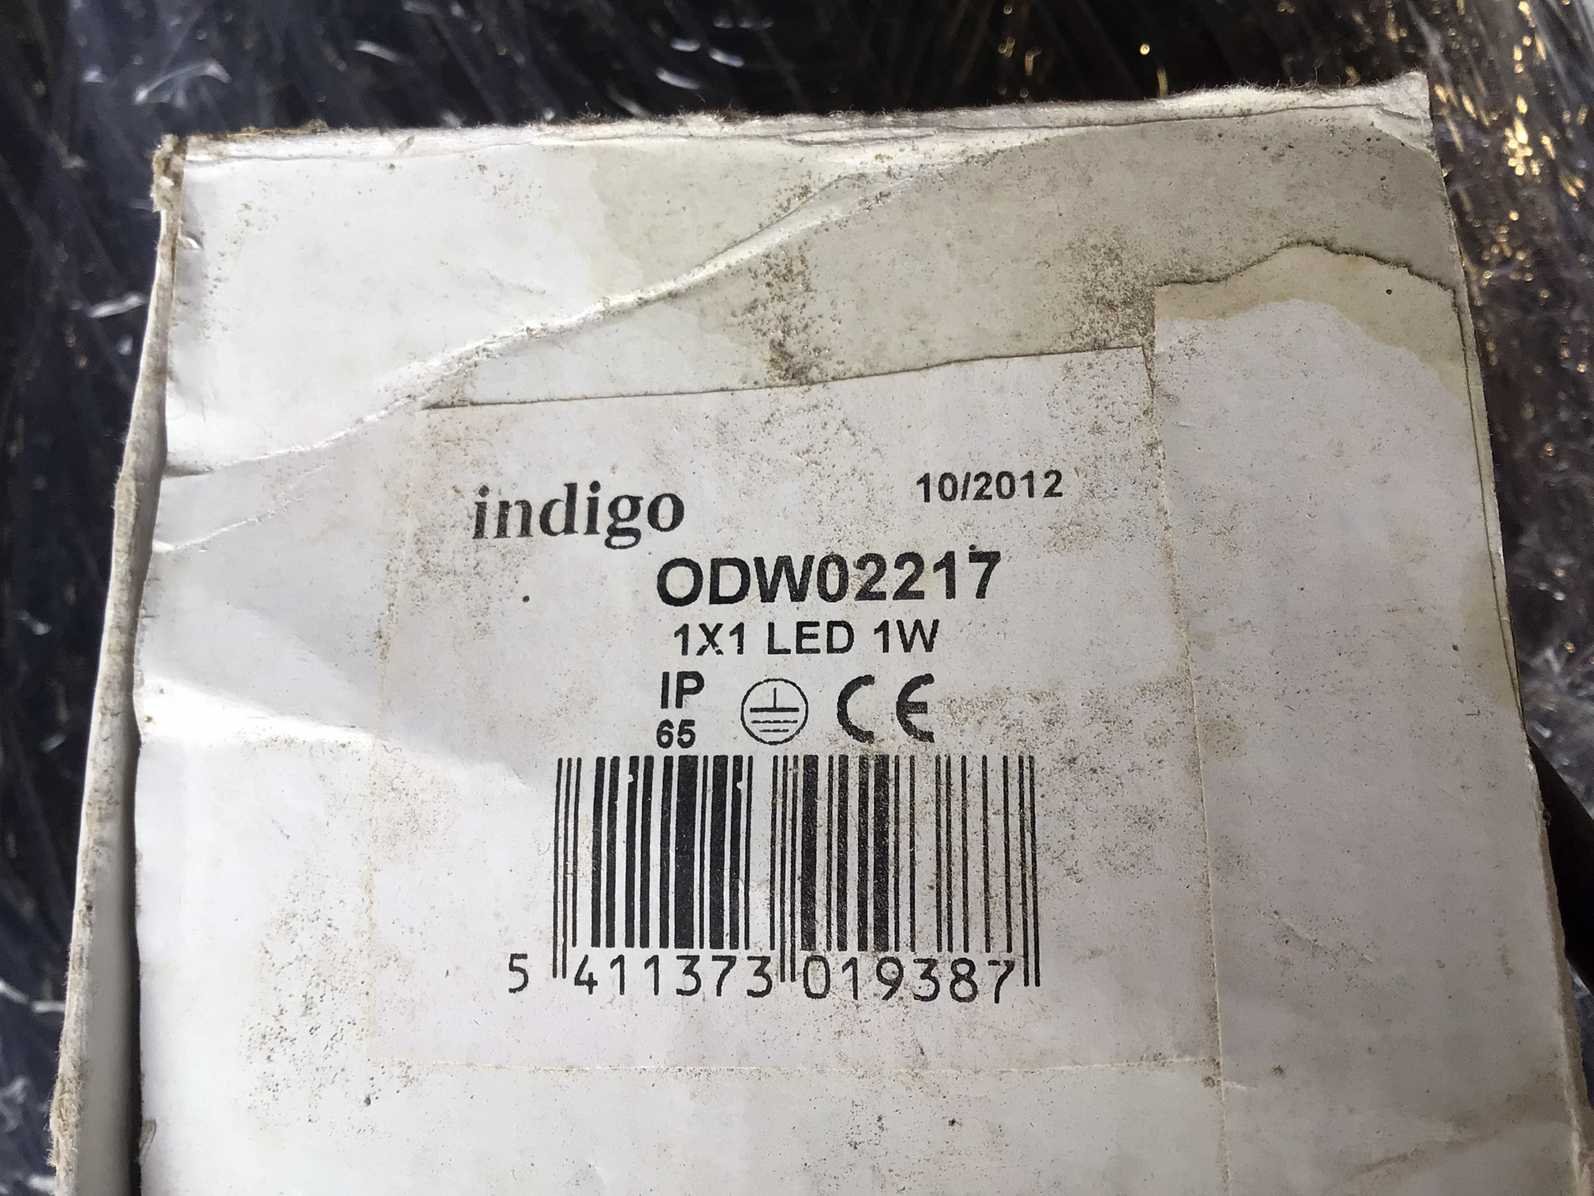 indigo
10/2012
ODW02217
1X1 LED 1W
IP
65
CE
5 411373 019387